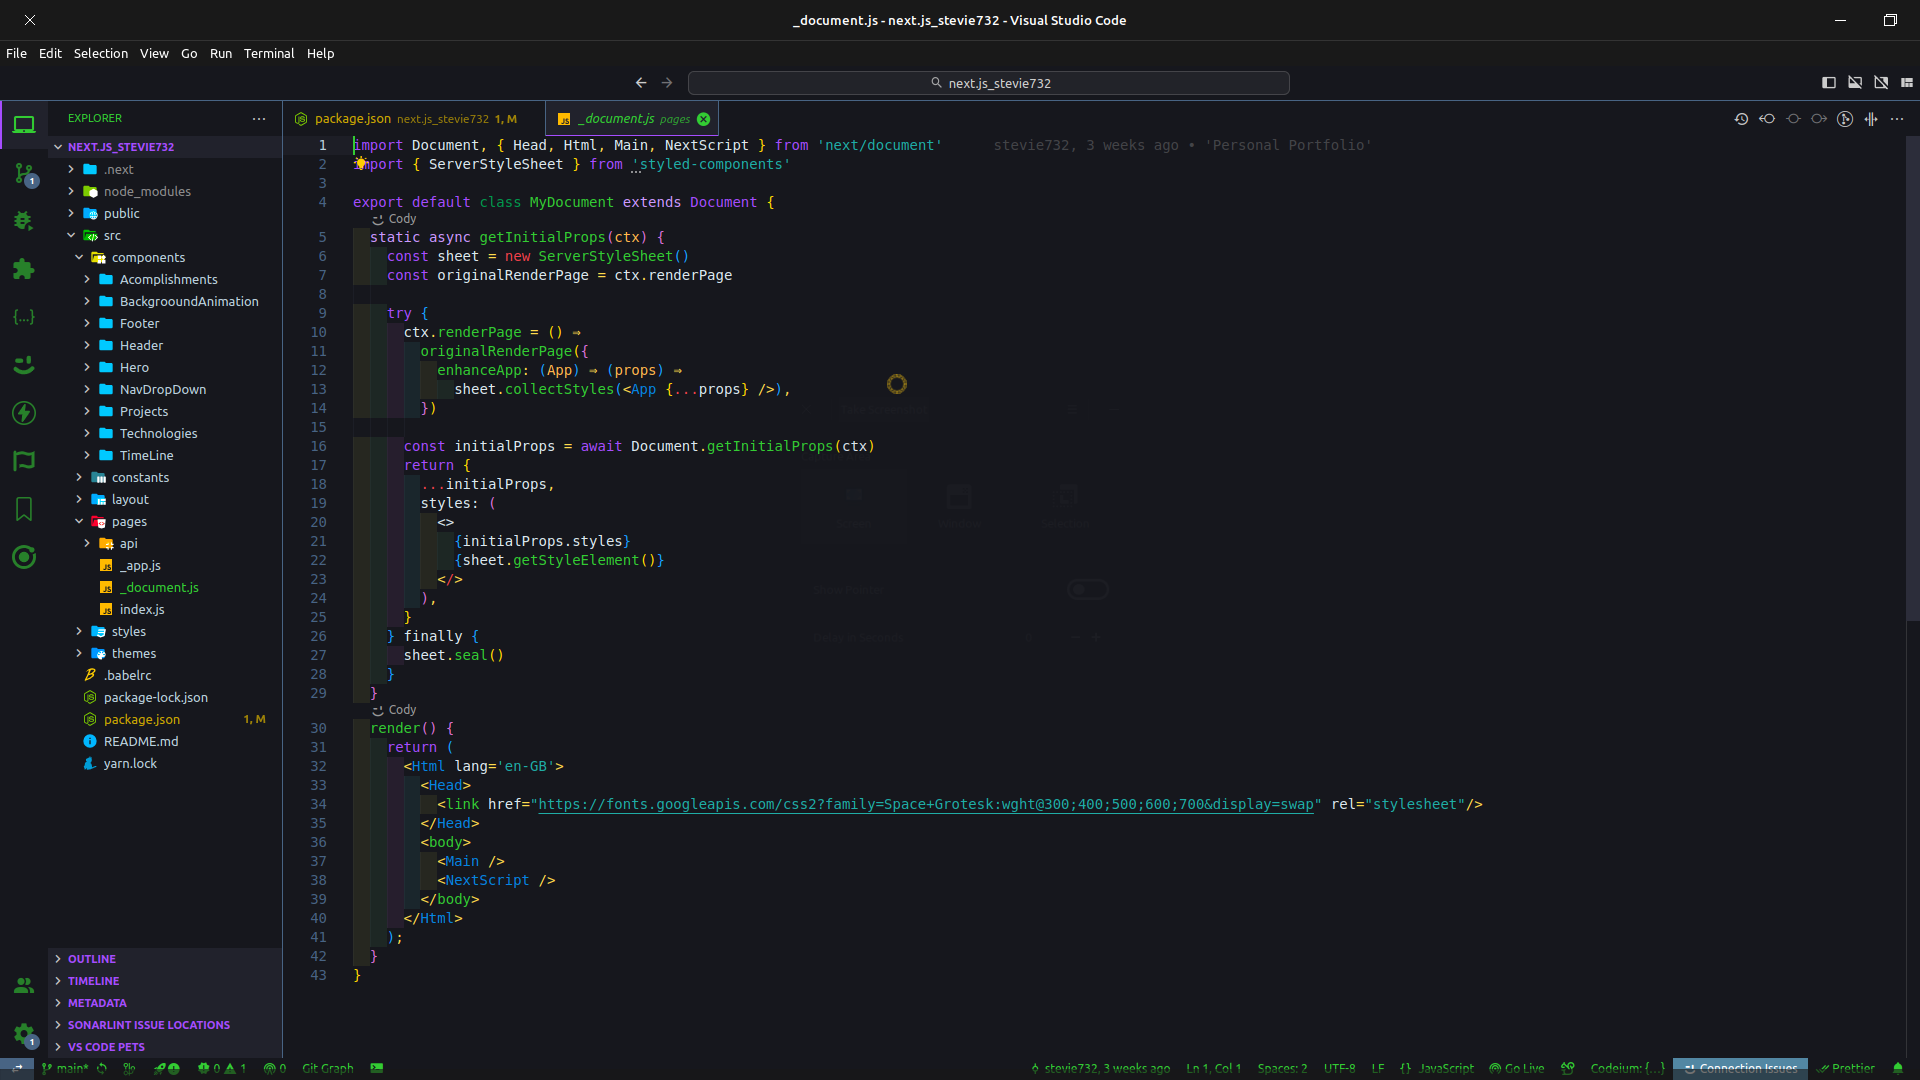 _document.js - next.js_stevie732 - Visual Studio Code
File Edit Selection View Go Run Terminal Help
next.js_stevie732
EXPLORER
package.json next.js_stevie732 1, M
_document.js pages
NEXT.JS_STEVIE732
.next
node_modules
public
src
components
Acomplishments
BackgrooundAnimation
Footer
Header
Hero
NavDropDown
Projects
Technologies
TimeLine
constants
layout
pages
api
_app.js
_document.js
index.js
styles
themes
.babelrc
package-lock.json
package.json 1, M
README.md
yarn.lock
OUTLINE
TIMELINE
METADATA
SONARLINT ISSUE LOCATIONS
VS CODE PETS
1 import Document, { Head, Html, Main, NextScript } from 'next/document' stevie732, 3 weeks ago • 'Personal Portfolio'
2 import { ServerStyleSheet } from 'styled-components'
3
4 export default class MyDocument extends Document {
Cody
5 static async getInitialProps(ctx) {
6 const sheet = new ServerStyleSheet()
7 const originalRenderPage = ctx.renderPage
8
9 try {
10 ctx.renderPage = () ⇒
11 originalRenderPage({
12 enhanceApp: (App) ⇒ (props) ⇒
13 sheet.collectStyles(<App {...props} />),
14 })
15
16 const initialProps = await Document.getInitialProps(ctx)
17 return {
18 ...initialProps,
19 styles: (
20 <>
21 {initialProps.styles}
22 {sheet.getStyleElement()}
23 </>
24 ),
25 }
26 } finally {
27 sheet.seal()
28 }
29 }
Cody
30 render() {
31 return (
32 <Html lang='en-GB'>
33 <Head>
34 <link href="https://fonts.googleapis.com/css2?family=Space+Grotesk:wght@300;400;500;600;700&display=swap" rel="stylesheet"/>
35 </Head>
36 <body>
37 <Main />
38 <NextScript />
39 </body>
40 </Html>
41 );
42 }
43 }
main* 0 1 0 Git Graph stevie732, 3 weeks ago Ln 1, Col 1 Spaces: 2 UTF-8 LF {} JavaScript Go Live Codeium: {...} Connection Issues Prettier